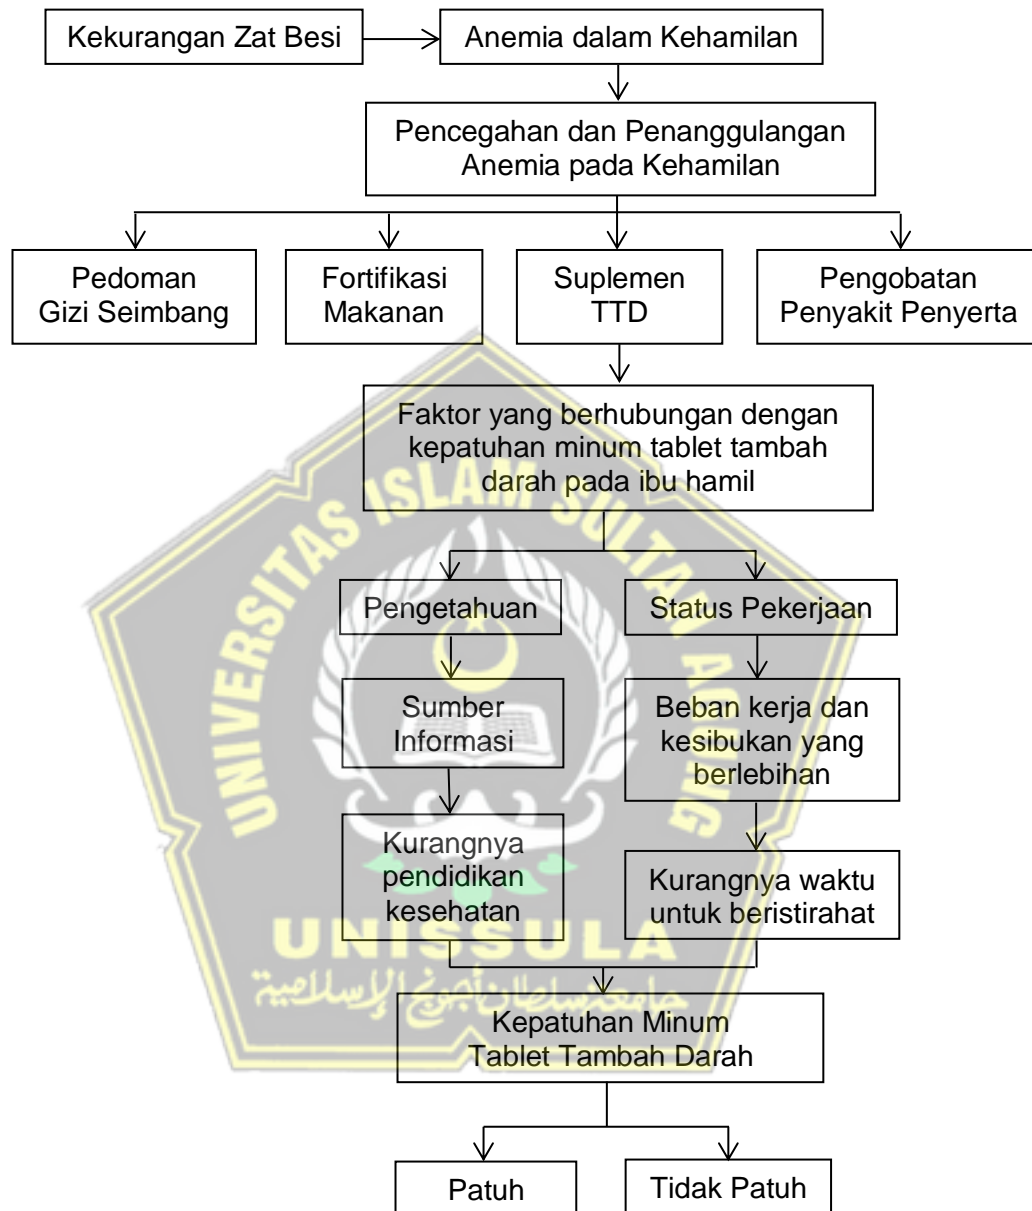 Kekurangan Zat Besi
Anemia dalam Kehamilan
Pencegahan dan Penanggulangan
Anemia pada Kehamilan
Pedoman
Gizi Seimbang
Fortifikasi
Makanan
Suplemen
TTD
Pengobatan
Penyakit Penyerta
Faktor yang berhubungan dengan
kepatuhan minum tablet tambah
darah pada ibu hamil
UNIVERSITAS ISLAM SULTAN AGUNG
Pengetahuan
Status Pekerjaan
Sumber
Informasi
Beban kerja dan
kesibukan yang
berlebihan
Kurangnya
pendidikan
kesehatan
Kurangnya waktu
untuk beristirahat
UNISSULA
جامعتسلطان أجونج الإسلامية
Kepatuhan Minum
Tablet Tambah Darah
Patuh
Tidak Patuh